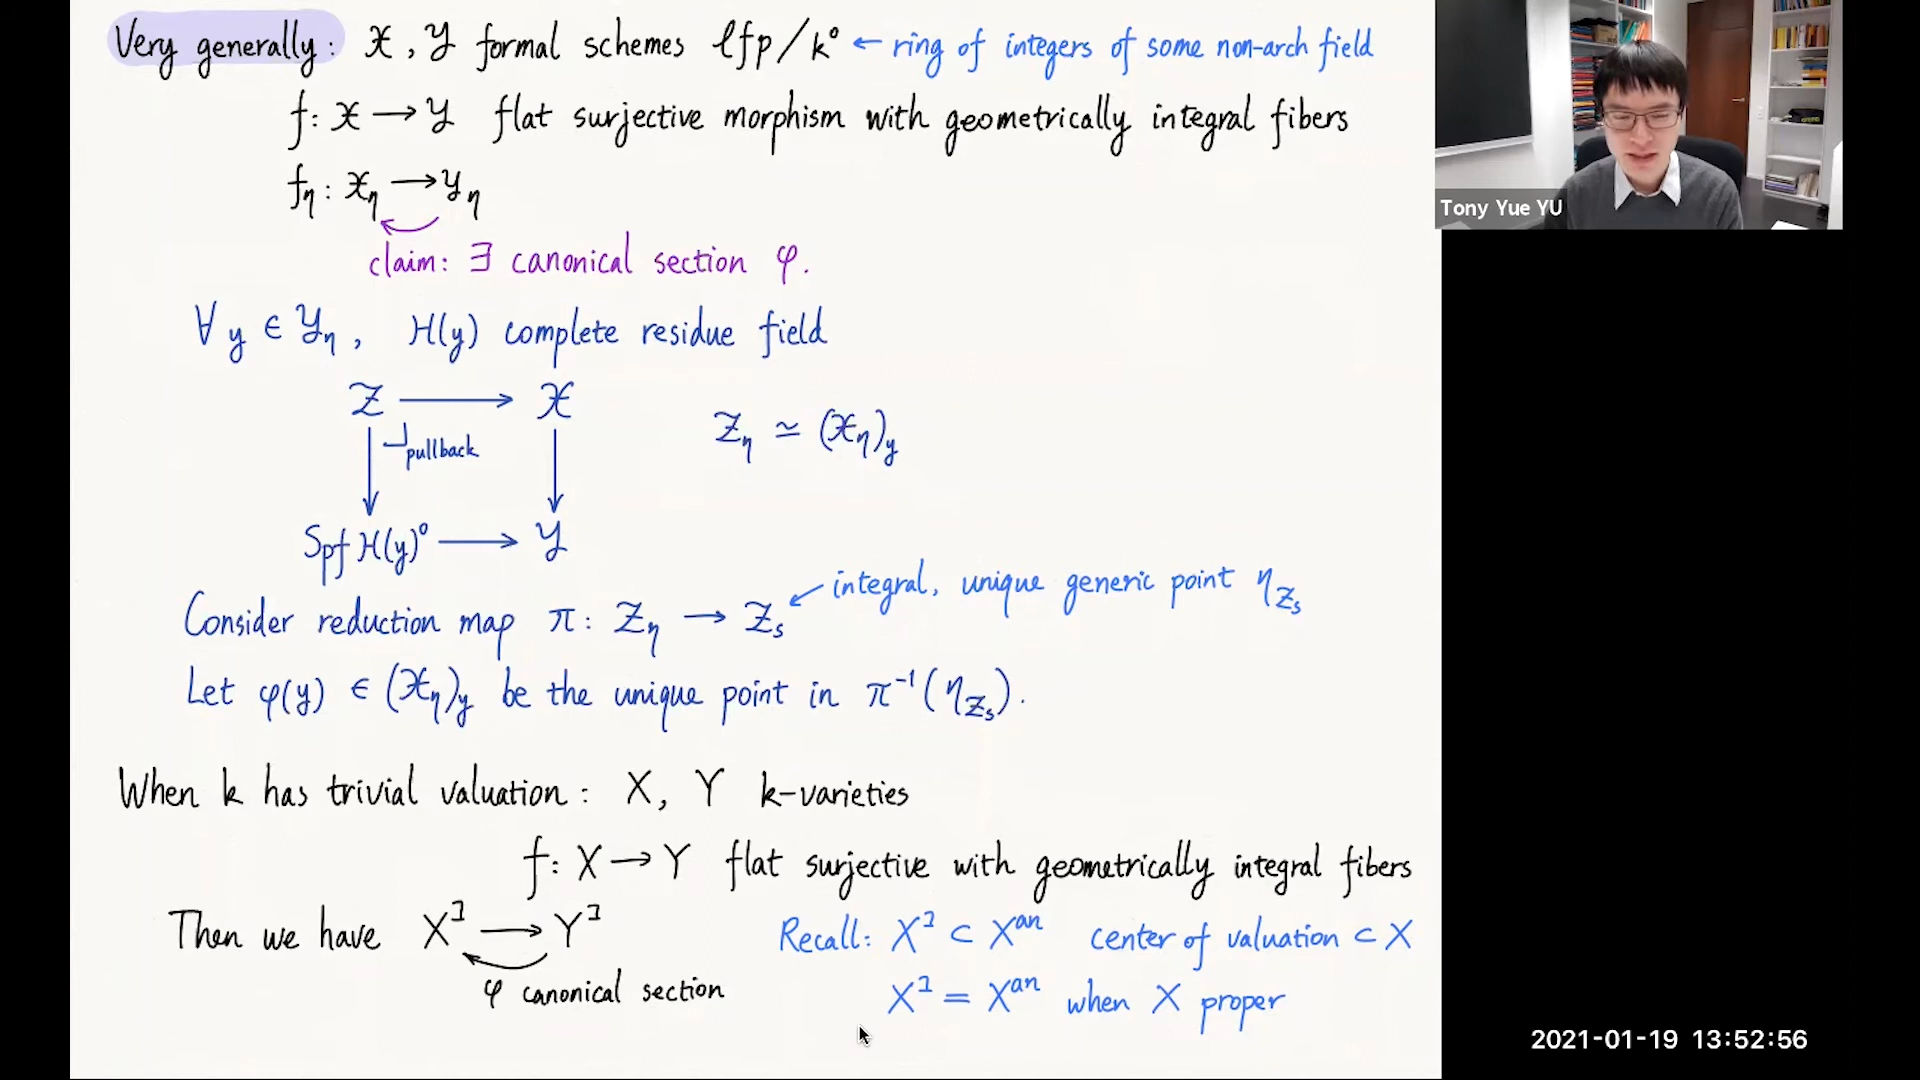 Very generally: 𝔛, 𝒴 formal schemes lfp/k° ← ring of integers of some non-arch field
f: 𝔛 → 𝒴 flat surjective morphism with geometrically integral fibers
f_η: 𝔛_η → 𝒴_η
claim: ∃ canonical section φ.
∀ y ∈ 𝒴_η, ℋ(y) complete residue field
𝒵 → 𝔛
pullback
𝒵_η ≃ (𝔛_η)_y
Spf ℋ(y)° → 𝒴
Consider reduction map π: 𝒵_η → 𝒵_s ← integral, unique generic point η_{𝒵_s}
Let φ(y) ∈ (𝔛_η)_y be the unique point in π⁻¹(η_{𝒵_s}).
When k has trivial valuation: X, Y k-varieties
f: X → Y flat surjective with geometrically integral fibers
Then we have X^ℶ → Y^ℶ
φ canonical section
Recall: X^ℶ ⊂ X^an center of valuation ⊂ X
X^ℶ = X^an when X proper
Tony Yue YU
2021-01-19 13:52:56